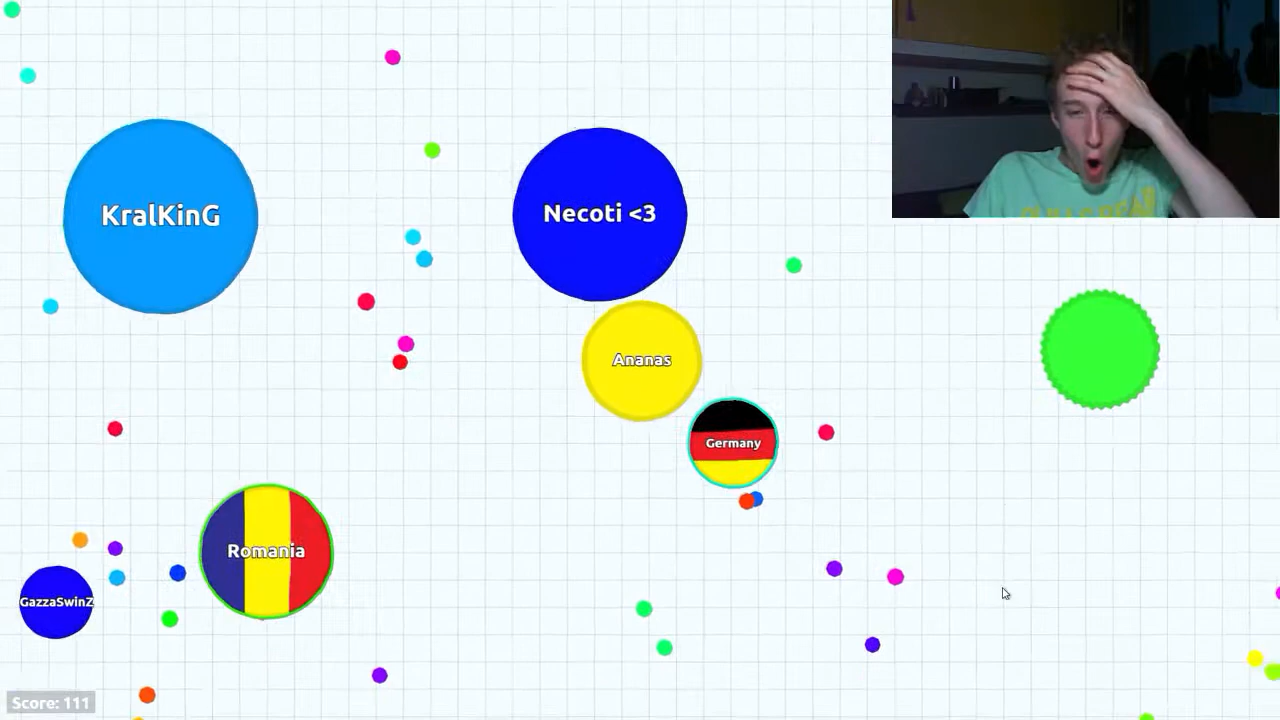 KralKinG
Necoti <3
Ananas
Germany
Romania
GazzaSwinZ
Score: 111